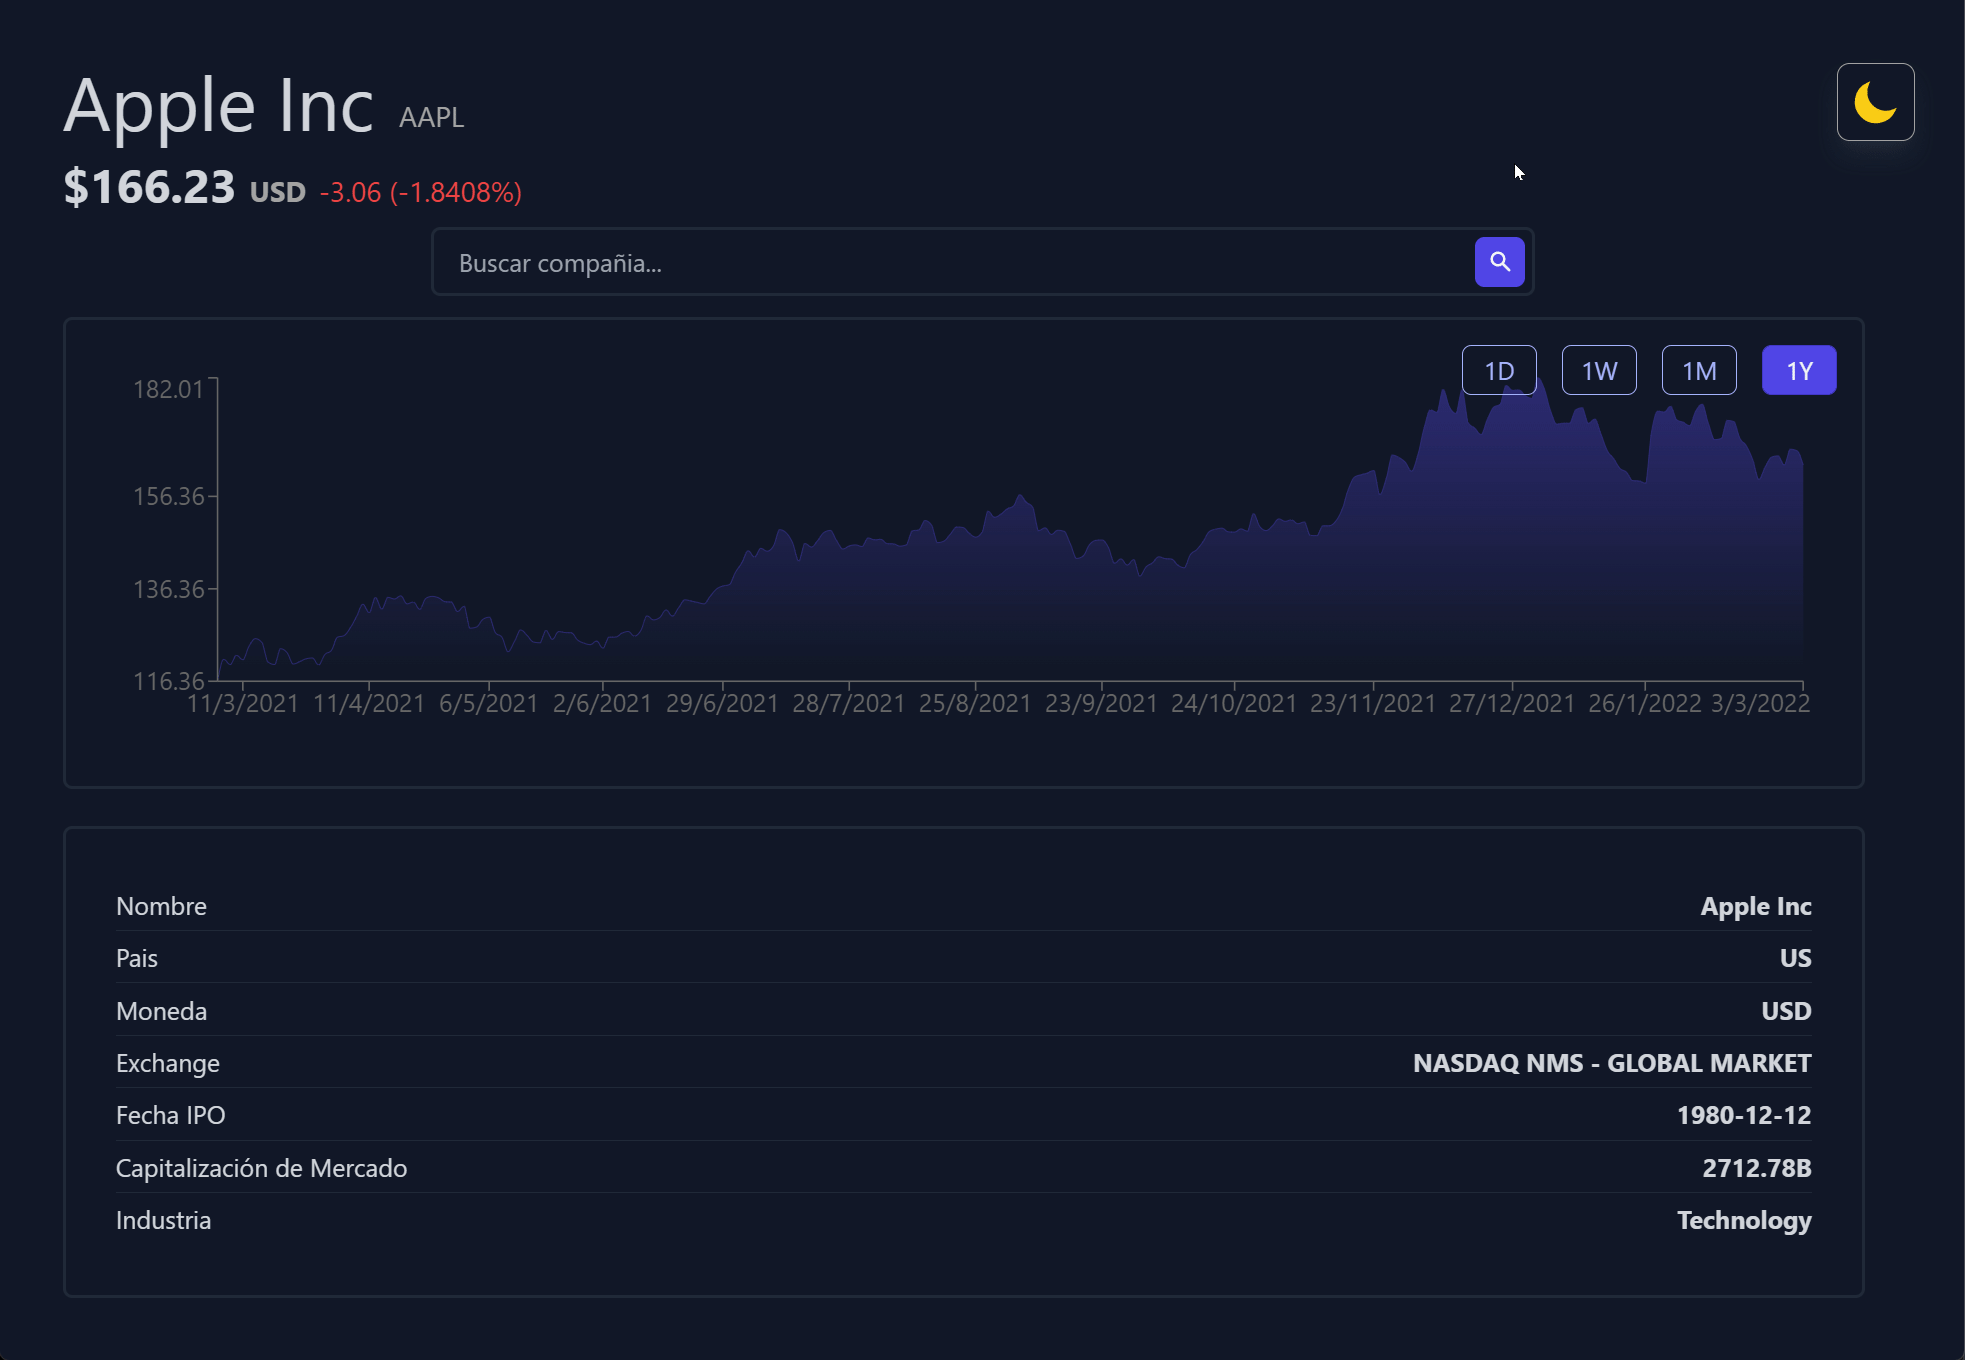 Apple Inc AAPL
$166.23 USD -3.06 (-1.8408%)
Buscar compañia...
1D 1W 1M 1Y
182.01
156.36
136.36
116.36
11/3/2021 11/4/2021 6/5/2021 2/6/2021 29/6/2021 28/7/2021 25/8/2021 23/9/2021 24/10/2021 23/11/2021 27/12/2021 26/1/2022 3/3/2022
Nombre Apple Inc
Pais US
Moneda USD
Exchange NASDAQ NMS - GLOBAL MARKET
Fecha IPO 1980-12-12
Capitalización de Mercado 2712.78B
Industria Technology